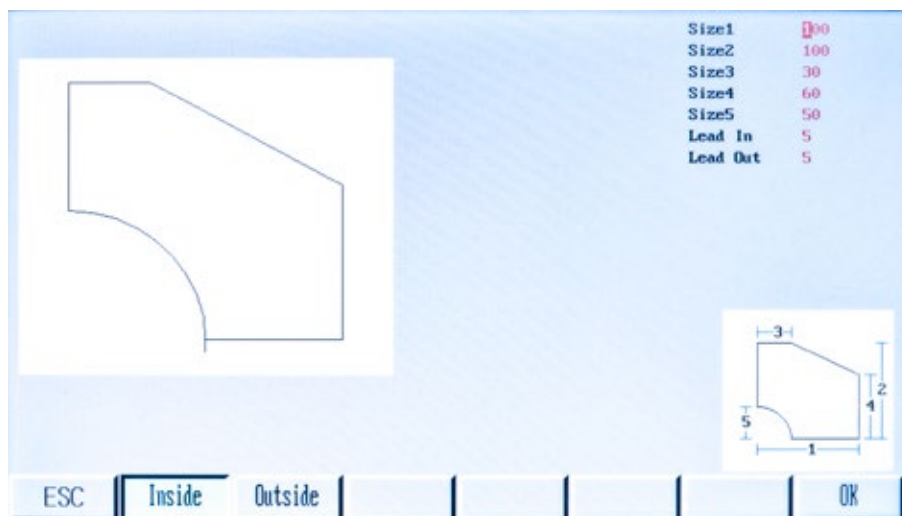 Size1 100
Size2 100
Size3 30
Size4 60
Size5 50
Lead In 5
Lead Out 5
3
2
4
5
1
ESC Inside Outside OK